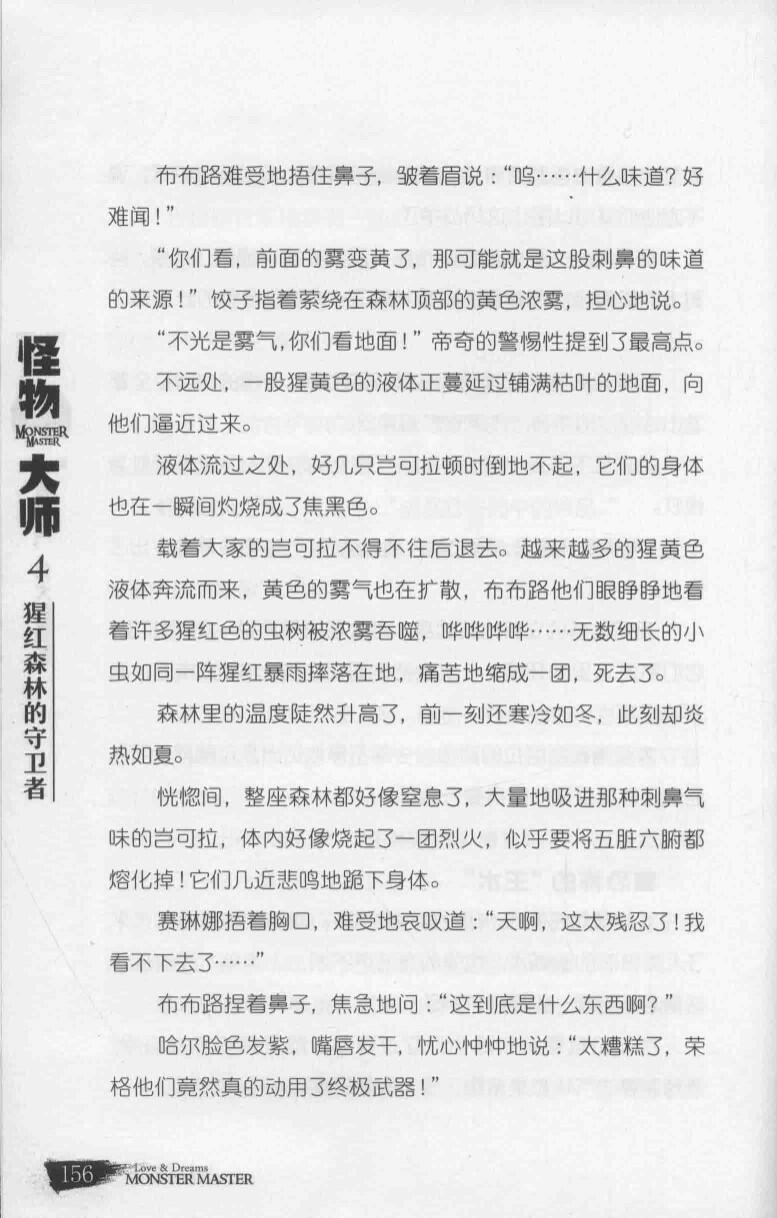 布布路难受地捂住鼻子，皱着眉说：“呜……什么味道？好
难闻！”
“你们看，前面的雾变黄了，那可能就是这股刺鼻的味道
的来源！”饺子指着萦绕在森林顶部的黄色浓雾，担心地说。
“不光是雾气，你们看地面！”帝奇的警惕性提到了最高点。
不远处，一股猩黄色的液体正蔓延过铺满枯叶的地面，向
他们逼近过来。
液体流过之处，好几只岂可拉顿时倒地不起，它们的身体
也在一瞬间灼烧成了焦黑色。
载着大家的岂可拉不得不往后退去。越来越多的猩黄色
液体奔流而来，黄色的雾气也在扩散，布布路他们眼睁睁地看
着许多猩红色的虫树被浓雾吞噬，哗哗哗哗……无数细长的小
虫如同一阵猩红暴雨摔落在地，痛苦地缩成一团，死去了。
森林里的温度陡然升高了，前一刻还寒冷如冬，此刻却炎
热如夏。
恍惚间，整座森林都好像窒息了，大量地吸进那种刺鼻气
味的岂可拉，体内好像烧起了一团烈火，似乎要将五脏六腑都
熔化掉！它们几近悲鸣地跪下身体。
赛琳娜捂着胸口，难受地哀叹道：“天啊，这太残忍了！我
看不下去了……”
布布路捏着鼻子，焦急地问：“这到底是什么东西啊？”
哈尔脸色发紫，嘴唇发干，忧心忡忡地说：“太糟糕了，荣
格他们竟然真的动用了终极武器！”
怪物
MONSTER
MASTER
大师
4
猩红森林的守卫者
156
Love & Dreams
MONSTER MASTER